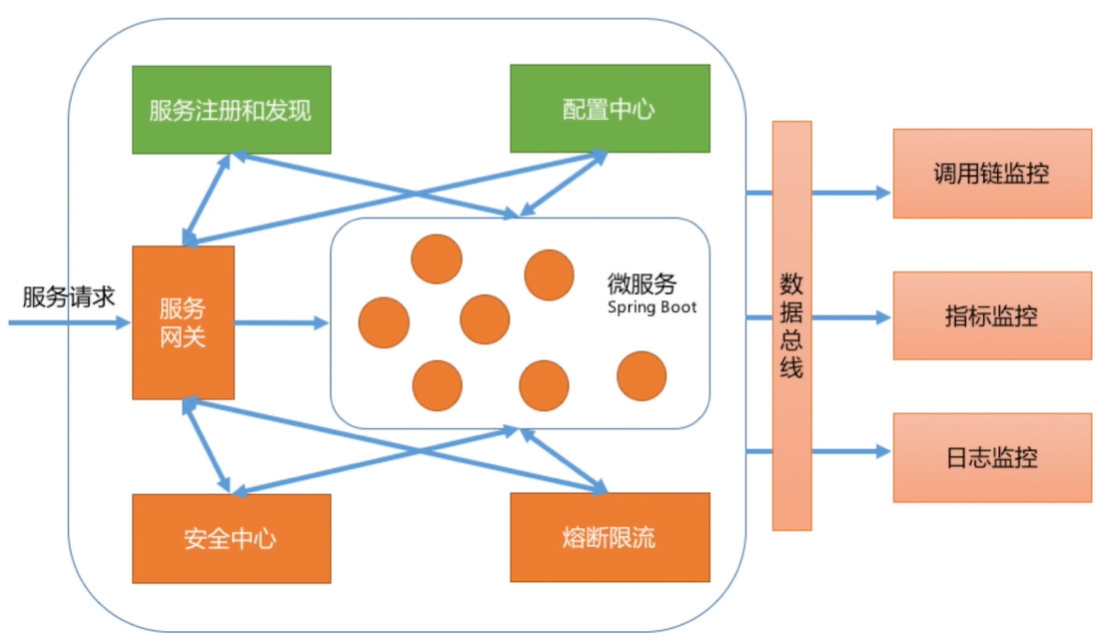 服务注册和发现
配置中心
服务请求
服务
网关
微服务
Spring Boot
安全中心
熔断限流
数
据
总
线
调用链监控
指标监控
日志监控